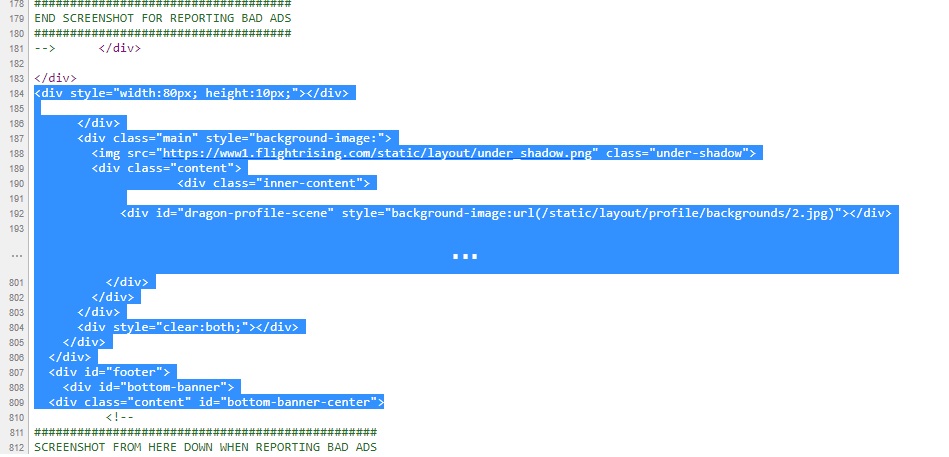 178 ####################################
179 END SCREENSHOT FOR REPORTING BAD ADS
180 ####################################
181 --> </div>
182
183 </div>
184 <div style="width:80px; height:10px;"></div>
185
186 </div>
187 <div class="main" style="background-image:">
188 <img src="https://www1.flightrising.com/static/layout/under_shadow.png" class="under-shadow">
189 <div class="content">
190 <div class="inner-content">
191
192 <div id="dragon-profile-scene" style="background-image:url(/static/layout/profile/backgrounds/2.jpg)"></div>
193
... ...
801 </div>
802 </div>
803 </div>
804 <div style="clear:both;"></div>
805 </div>
806 </div>
807 <div id="footer">
808 <div id="bottom-banner">
809 <div class="content" id="bottom-banner-center">
810 <!--
811 ################################################
812 SCREENSHOT FROM HERE DOWN WHEN REPORTING BAD ADS